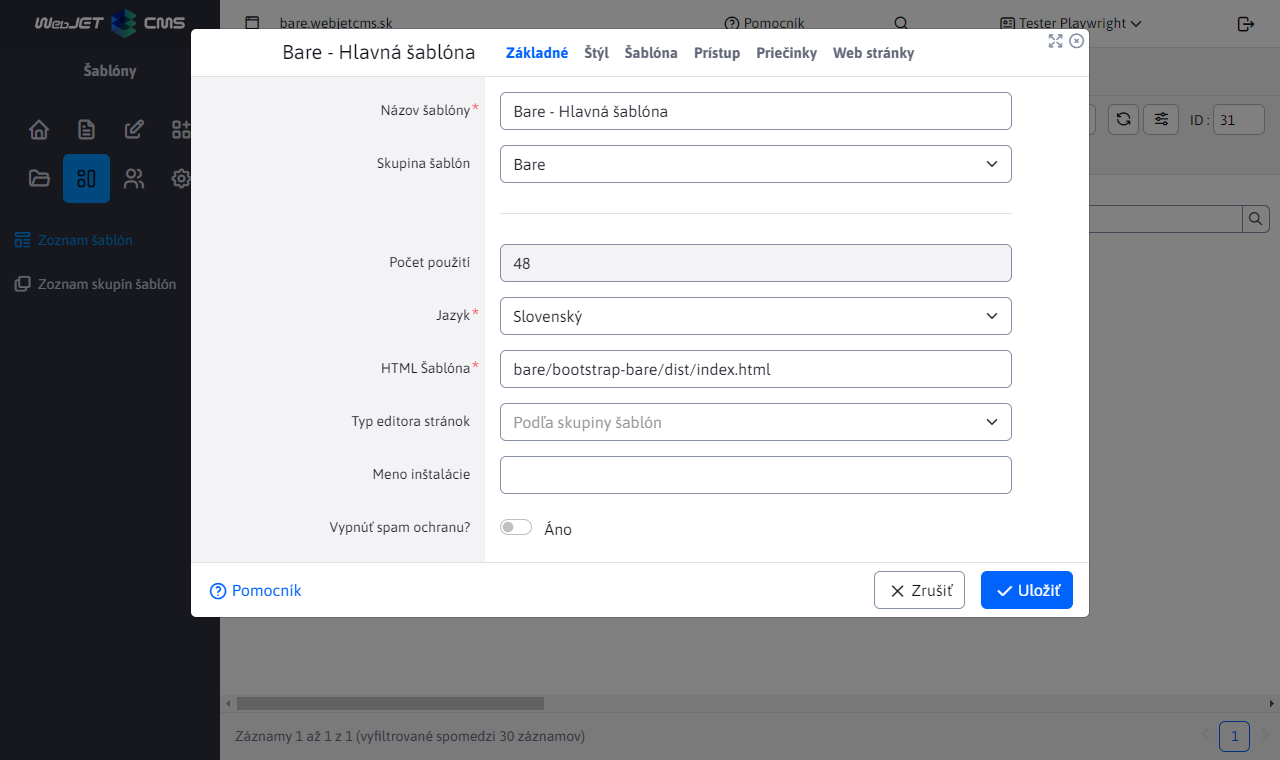 WebJET CMS
bare.webjetcms.sk
Pomocník
Tester Playwright
Šablóny
Zoznam šablón
Zoznam skupín šablón
ID :
31
Bare - Hlavná šablóna
Základné
Štýl
Šablóna
Prístup
Priečinky
Web stránky
Názov šablóny*
Bare - Hlavná šablóna
Skupina šablón
Bare
Počet použití
48
Jazyk*
Slovenský
HTML Šablóna*
bare/bootstrap-bare/dist/index.html
Typ editora stránok
Podľa skupiny šablón
Meno inštalácie
Vypnúť spam ochranu?
Áno
Pomocník
Zrušiť
Uložiť
Záznamy 1 až 1 z 1 (vyfiltrované spomedzi 30 záznamov)
1